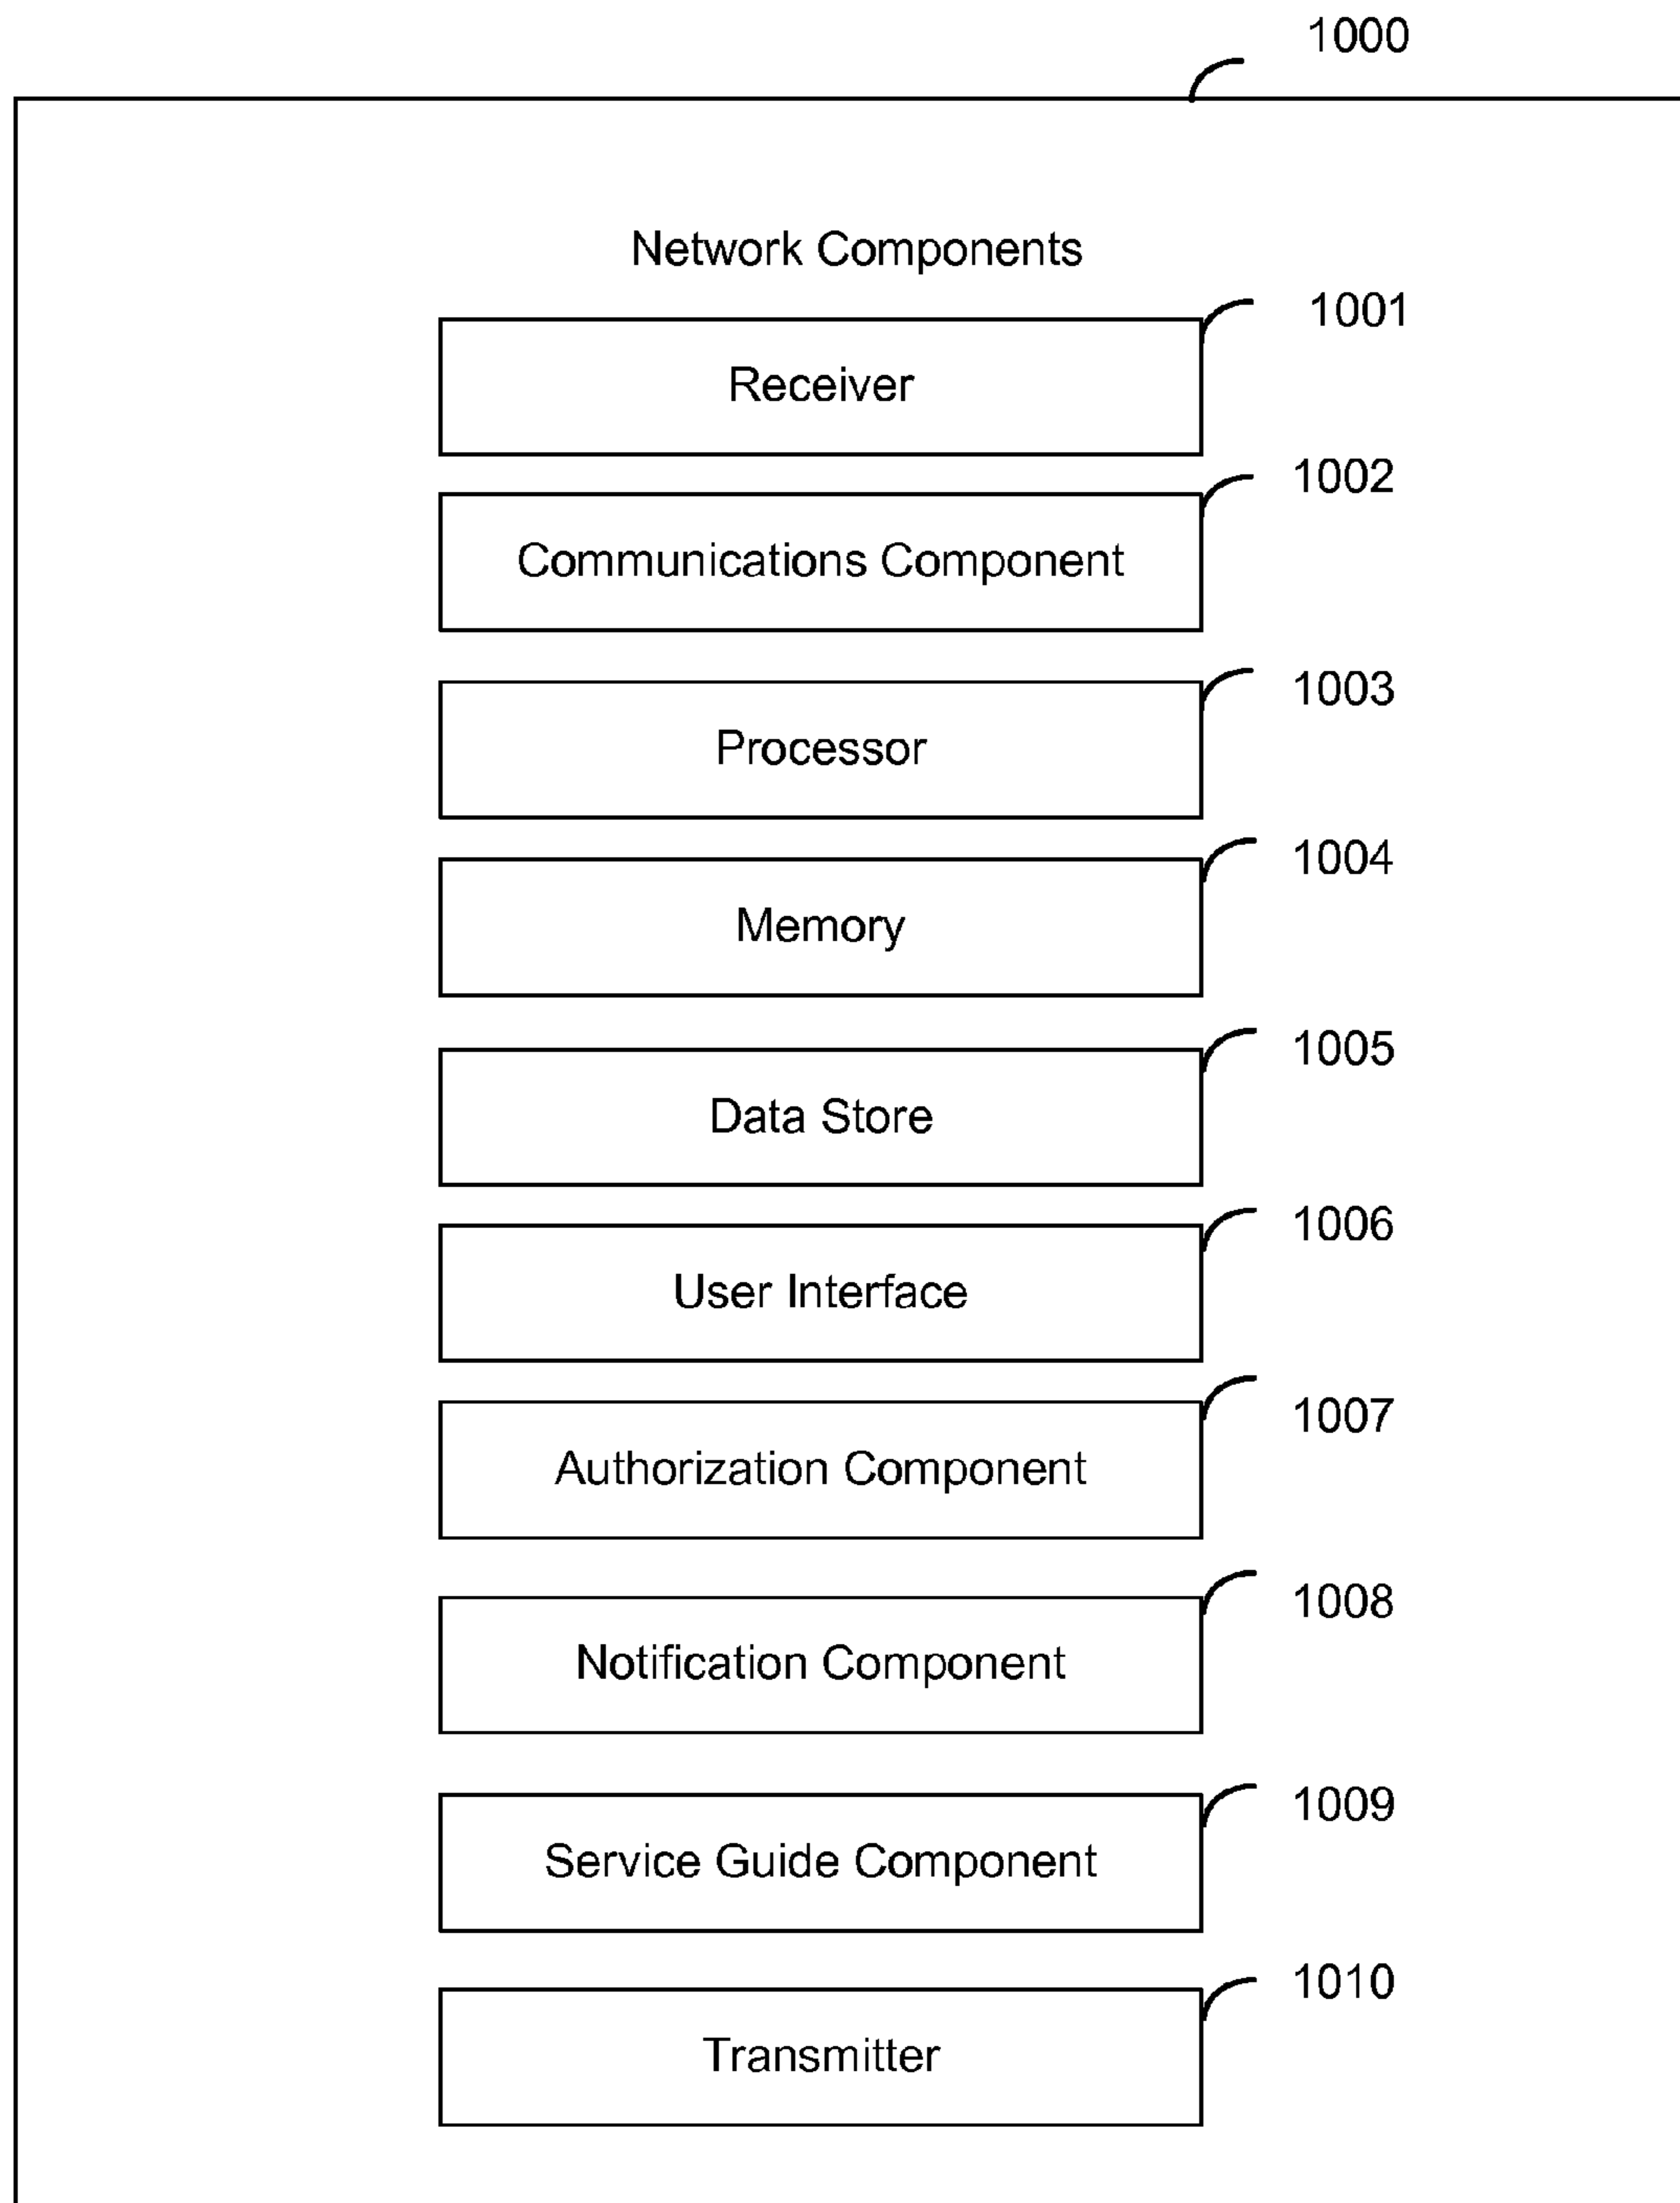 1000
Network Components
1001
Receiver
1002
Communications Component
1003
Processor
1004
Memory
1005
Data Store
1006
User Interface
1007
Authorization Component
1008
Notification Component
1009
Service Guide Component
1010
Transmitter